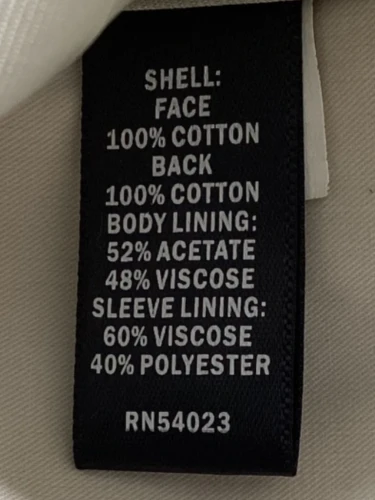 SHELL:
FACE
100% COTTON
BACK
100% COTTON
BODY LINING:
52% ACETATE
48% VISCOSE
SLEEVE LINING:
60% VISCOSE
40% POLYESTER
RN54023